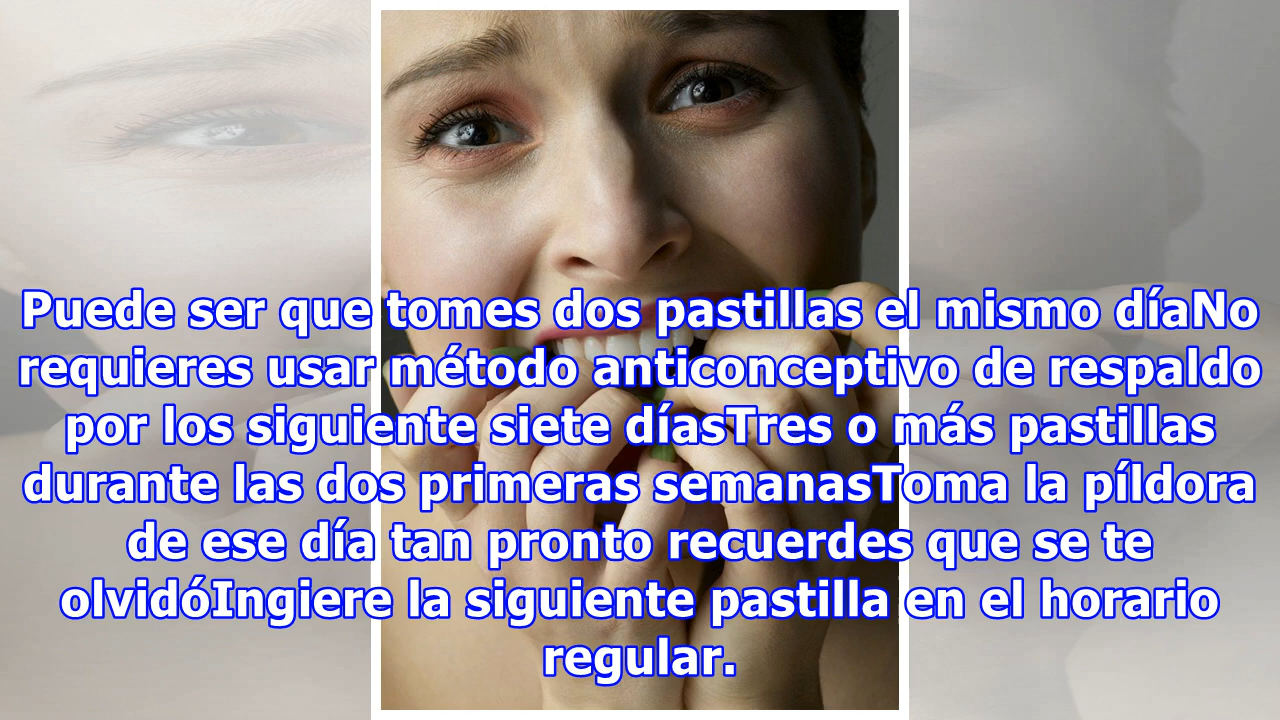 Puede ser que tomes dos pastillas el mismo díaNo
requieres usar método anticonceptivo de respaldo
por los siguiente siete díasTres o más pastillas
durante las dos primeras semanasToma la píldora
de ese día tan pronto recuerdes que se te
olvidóIngiere la siguiente pastilla en el horario
regular.